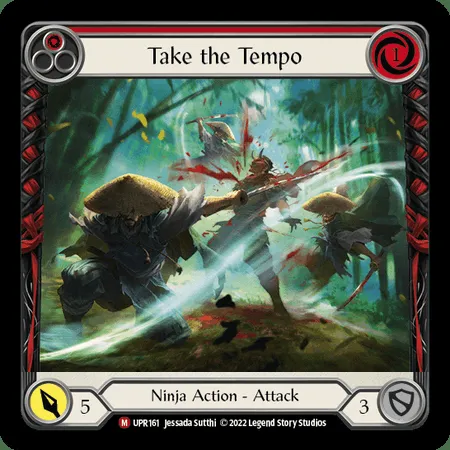 Take the Tempo
1
5
Ninja Action - Attack
3
M UPR161 Jessada Sutthi ©2022 Legend Story Studios